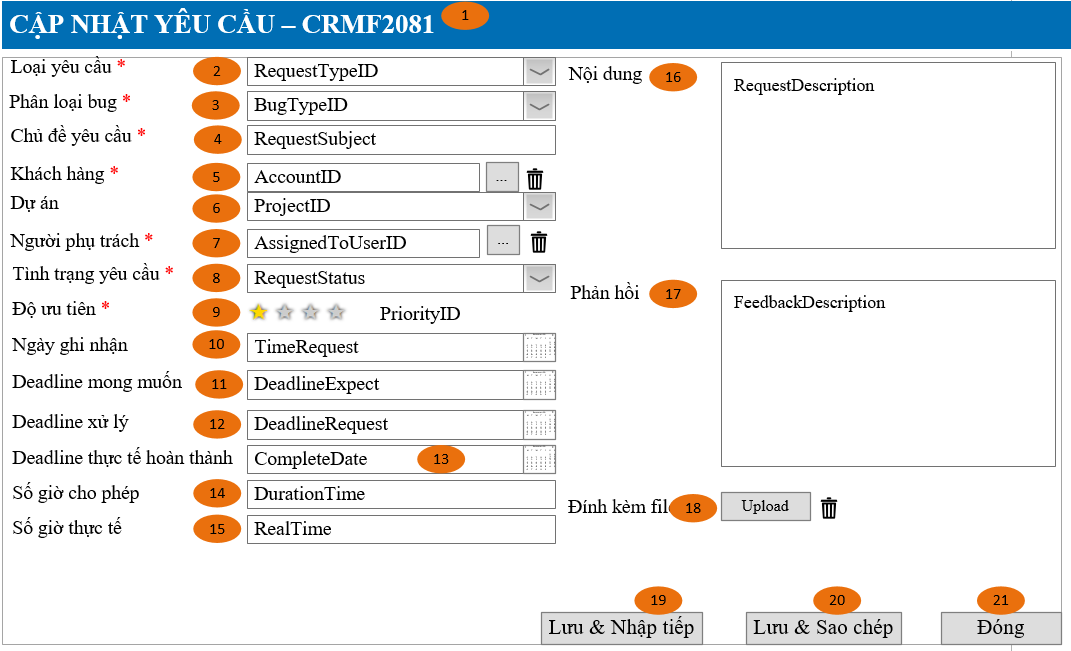 CẬP NHẬT YÊU CẦU – CRMF2081 1
Loại yêu cầu * 2 RequestTypeID
Phân loại bug * 3 BugTypeID
Chủ đề yêu cầu * 4 RequestSubject
Khách hàng * 5 AccountID ...
Dự án 6 ProjectID
Người phụ trách * 7 AssignedToUserID ...
Tình trạng yêu cầu * 8 RequestStatus
Độ ưu tiên * 9 PriorityID
Ngày ghi nhận 10 TimeRequest
Deadline mong muốn 11 DeadlineExpect
Deadline xử lý 12 DeadlineRequest
Deadline thực tế hoàn thành CompleteDate 13
Số giờ cho phép 14 DurationTime
Số giờ thực tế 15 RealTime
Nội dung 16 RequestDescription
Phản hồi 17 FeedbackDescription
Đính kèm fil 18 Upload
19 20 21
Lưu & Nhập tiếp Lưu & Sao chép Đóng